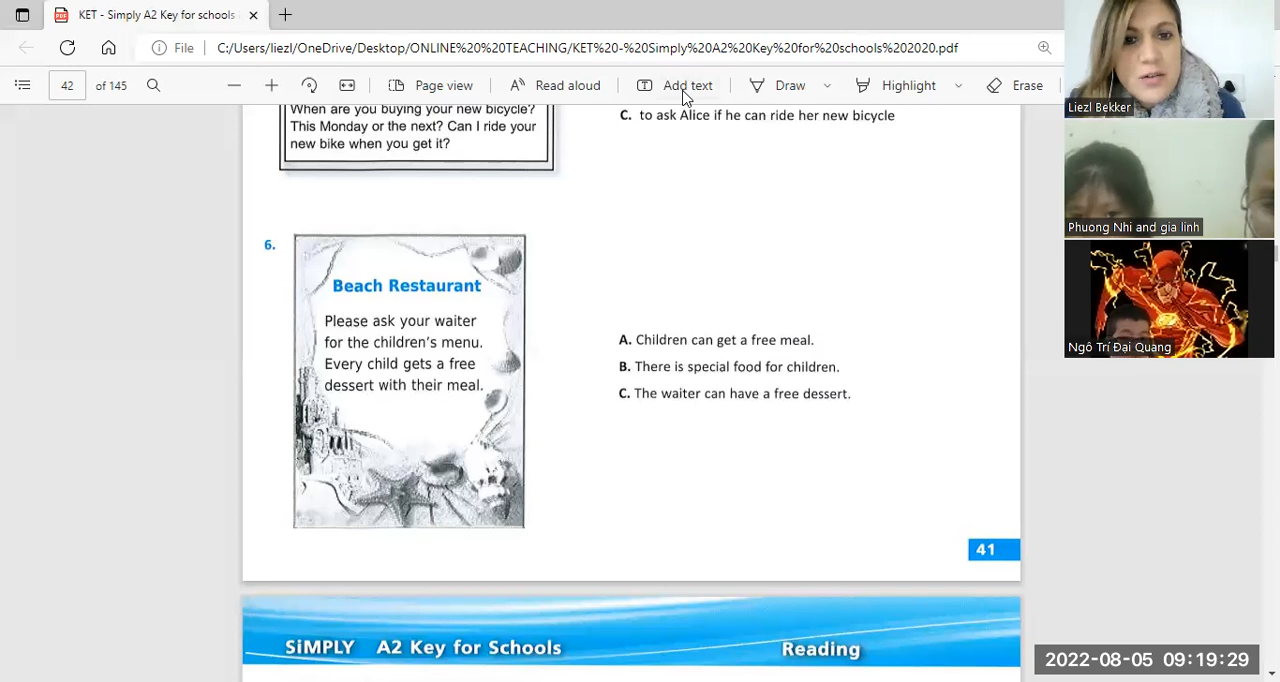 KET - Simply A2 Key for schools
File C:/Users/liezl/OneDrive/Desktop/ONLINE%20%20TEACHING/KET%20-%20Simply%20A2%20Key%20for%20schools%202020.pdf
42 of 145 Page view Read aloud Add text Draw Highlight Erase
When are you buying your new bicycle?
This Monday or the next? Can I ride your
new bike when you get it?
C. to ask Alice if he can ride her new bicycle
6.
Beach Restaurant
Please ask your waiter
for the children's menu.
Every child gets a free
dessert with their meal.
A. Children can get a free meal.
B. There is special food for children.
C. The waiter can have a free dessert.
41
SiMPLY A2 Key for Schools Reading
Liezl Bekker
Phuong Nhi and gia linh
Ngô Trí Đại Quang
2022-08-05 09:19:29